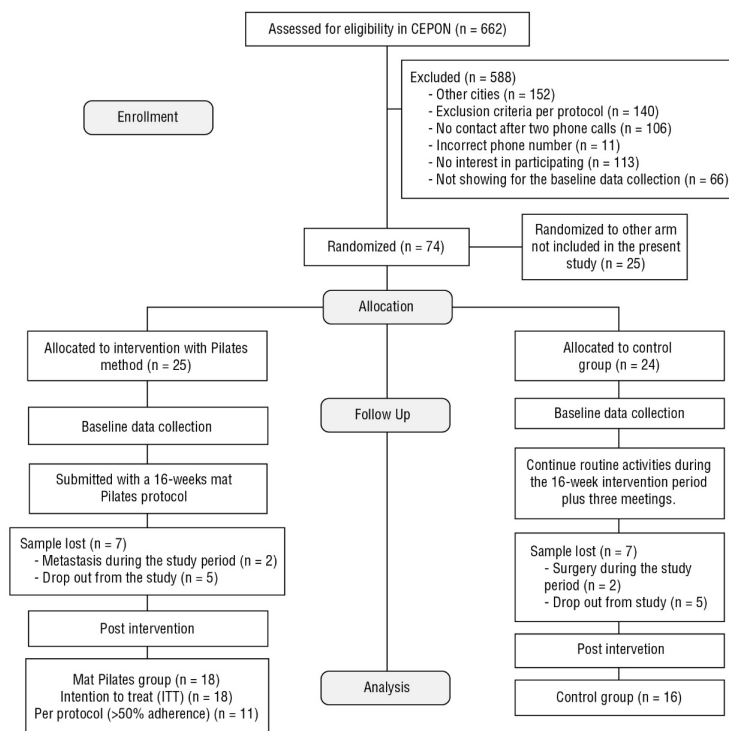 Assessed for eligibility in CEPON (n = 662)
Excluded (n = 588)
- Other cities (n = 152)
- Exclusion criteria per protocol (n = 140)
- No contact after two phone calls (n = 106)
- Incorrect phone number (n = 11)
- No interest in participating (n = 113)
- Not showing for the baseline data collection (n = 66)
Enrollment
Randomized (n = 74)
Randomized to other arm
not included in the present
study (n = 25)
Allocation
Allocated to intervention with Pilates
method (n = 25)
Allocated to control
group (n = 24)
Follow Up
Baseline data collection
Baseline data collection
Submitted with a 16-weeks mat
Pilates protocol
Continue routine activities during
the 16-week intervention period
plus three meetings.
Sample lost (n = 7)
- Metastasis during the study period (n = 2)
- Drop out from the study (n = 5)
Sample lost (n = 7)
- Surgery during the study
period (n = 2)
- Drop out from study (n = 5)
Post intervention
Post intervetion
Mat Pilates group (n = 18)
Intention to treat (ITT) (n = 18)
Per protocol (>50% adherence) (n = 11)
Analysis
Control group (n = 16)